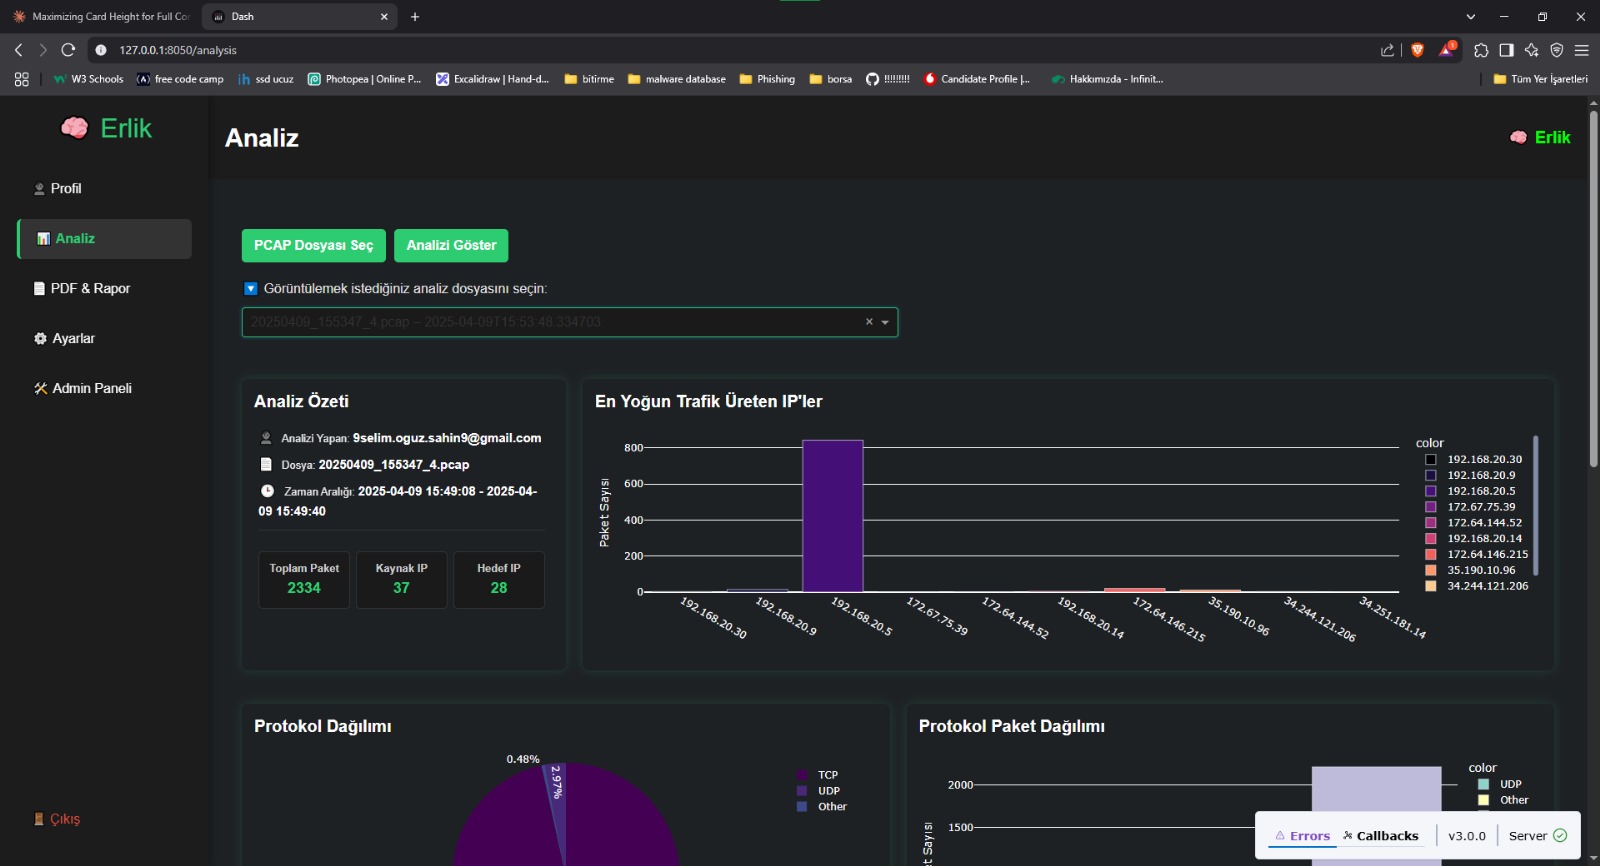 Maximizing Card Height for Full Cor
Dash
127.0.0.1:8050/analysis
W3 Schools
free code camp
ssd ucuz
Photopea | Online P...
Excalidraw | Hand-d...
bitirme
malware database
Phishing
borsa
!!!!!!!!!
Candidate Profile |...
Hakkımızda - Infinit...
Tüm Yer İşaretleri
Erlik
Analiz
Erlik
Profil
Analiz
PDF & Rapor
Ayarlar
Admin Paneli
Çıkış
PCAP Dosyası Seç
Analizi Göster
Görüntülemek istediğiniz analiz dosyasını seçin:
20250409_155347_4.pcap – 2025-04-09T15:53:48.334703
Analiz Özeti
Analizi Yapan: 9selim.oguz.sahin9@gmail.com
Dosya: 20250409_155347_4.pcap
Zaman Aralığı: 2025-04-09 15:49:08 - 2025-04-
09 15:49:40
Toplam Paket
2334
Kaynak IP
37
Hedef IP
28
En Yoğun Trafik Üreten IP'ler
Paket Sayısı
800
600
400
200
0
192.168.20.30
192.168.20.9
192.168.20.5
172.67.75.39
172.64.144.52
192.168.20.14
172.64.146.215
35.190.10.96
34.244.121.206
34.251.181.14
color
192.168.20.30
192.168.20.9
192.168.20.5
172.67.75.39
172.64.144.52
192.168.20.14
172.64.146.215
35.190.10.96
34.244.121.206
Protokol Dağılımı
0.48%
2.97%
TCP
UDP
Other
Protokol Paket Dağılımı
2000
1500
color
UDP
Other
Errors
Callbacks
v3.0.0
Server